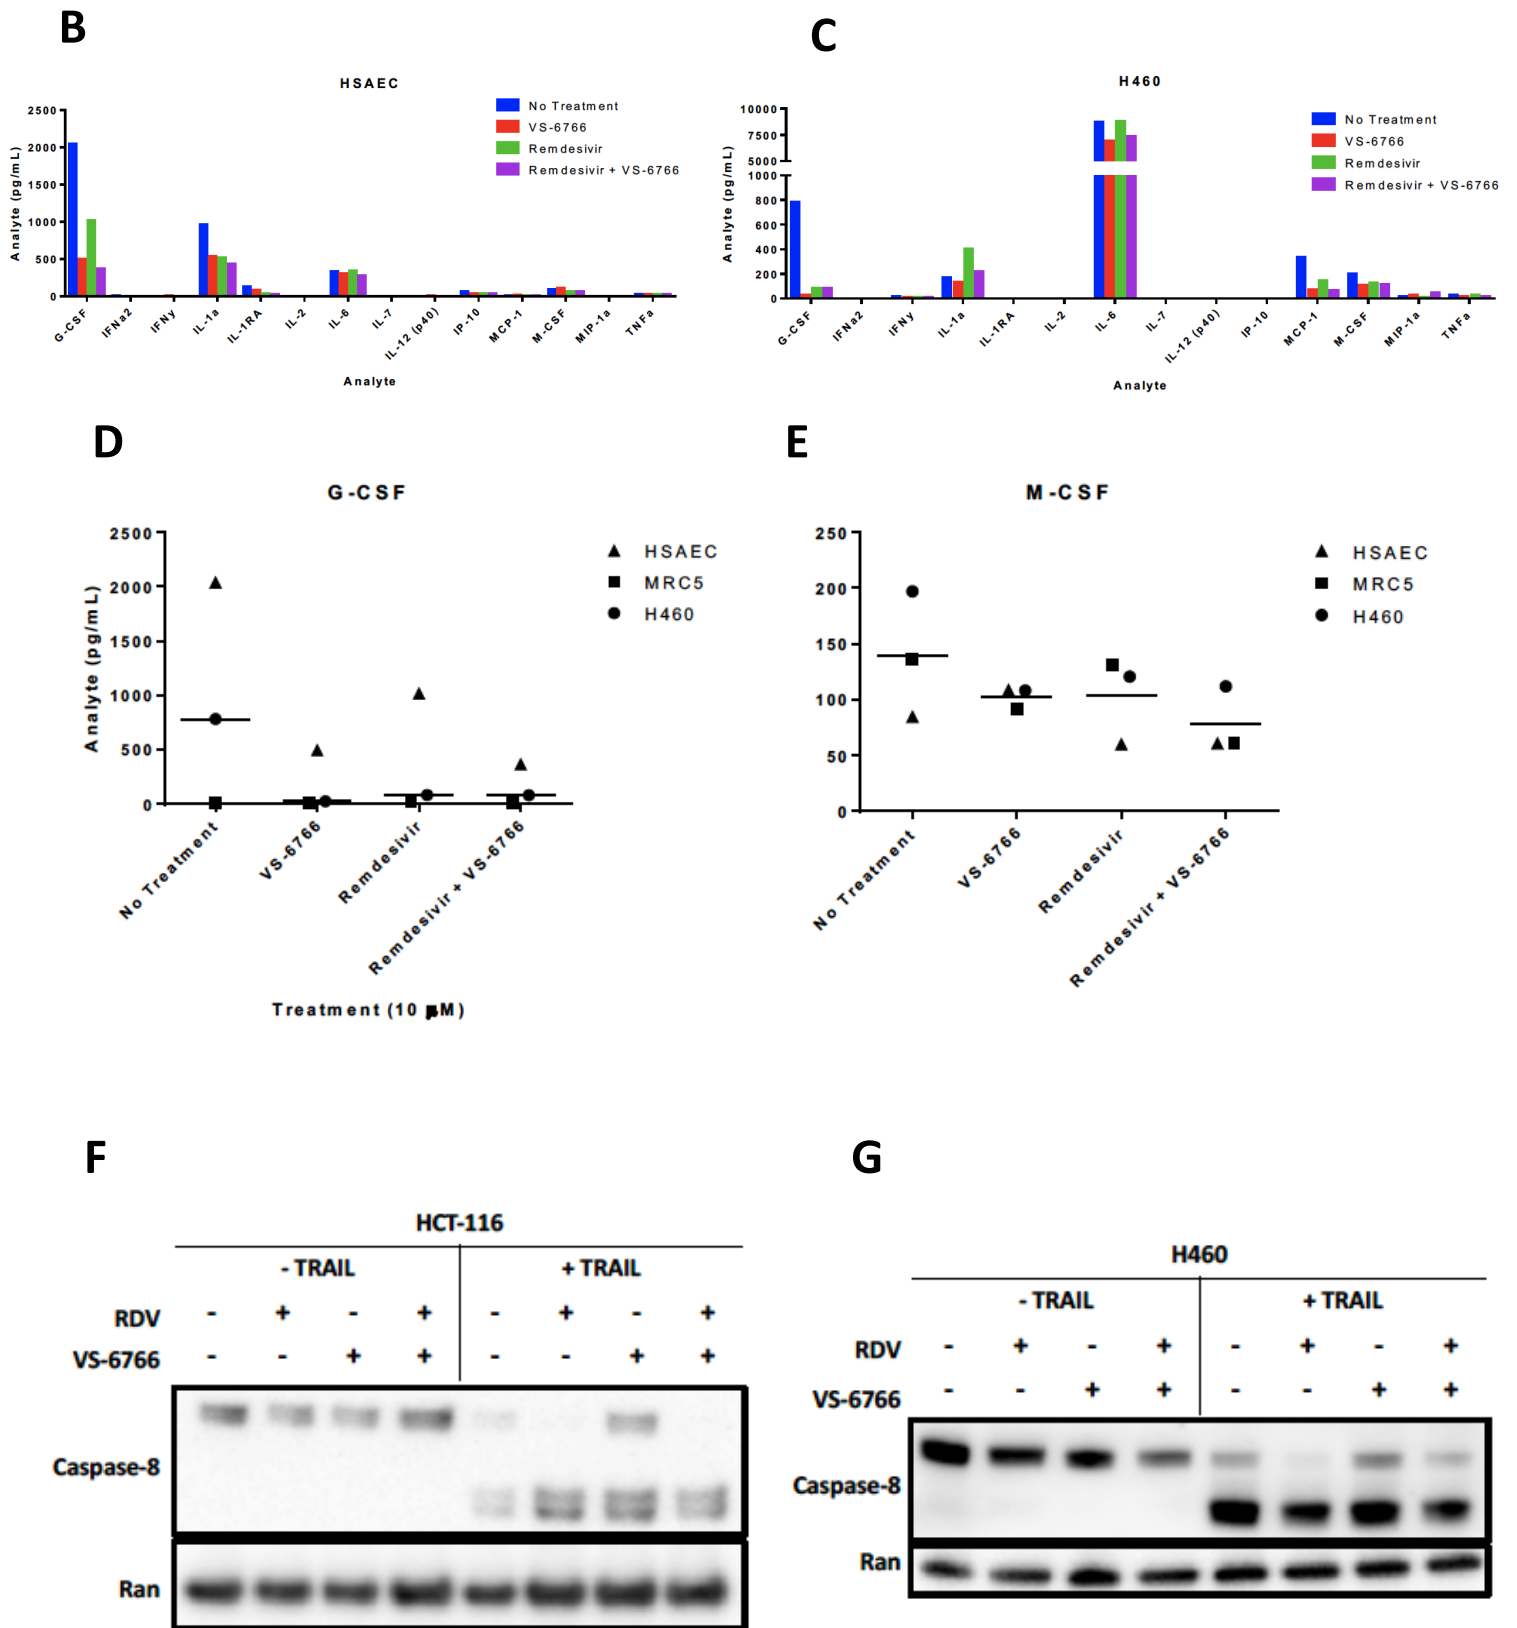 B
HSAEC
Analyte (pg/mL)
2500
2000
1500
1000
500
0
No Treatment
VS-6766
Remdesivir
Remdesivir + VS-6766
G-CSF
IFNa2
IFNy
IL-1a
IL-1RA
IL-2
IL-6
IL-7
IL-12 (p40)
IP-10
MCP-1
M-CSF
MIP-1a
TNFa
Analyte
C
H460
Analyte (pg/mL)
10000
7500
5000
1000
800
600
400
200
0
No Treatment
VS-6766
Remdesivir
Remdesivir + VS-6766
G-CSF
IFNa2
IFNy
IL-1a
IL-1RA
IL-2
IL-6
IL-7
IL-12 (p40)
IP-10
MCP-1
M-CSF
MIP-1a
TNFa
Analyte
D
G-CSF
Analyte (pg/mL)
2500
2000
1500
1000
500
0
HSAEC
MRC5
H460
No Treatment
VS-6766
Remdesivir
Remdesivir + VS-6766
Treatment (10 µM)
E
M-CSF
250
200
150
100
50
0
HSAEC
MRC5
H460
No Treatment
VS-6766
Remdesivir
Remdesivir + VS-6766
F
HCT-116
- TRAIL + TRAIL
RDV - + - + - + - +
VS-6766 - - + + - - + +
Caspase-8
Ran
G
H460
- TRAIL + TRAIL
RDV - + - + - + - +
VS-6766 - - + + - - + +
Caspase-8
Ran